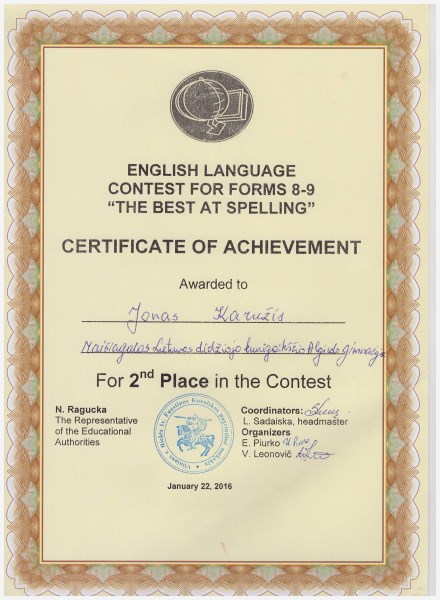 ENGLISH LANGUAGE
CONTEST FOR FORMS 8-9
“THE BEST AT SPELLING”
CERTIFICATE OF ACHIEVEMENT
Awarded to
Jonas Karužis
Maišiagalos Lietuvos didžiojo kunigaikščio Algirdo gimnazija
For 2nd Place in the Contest
N. Ragucka
The Representative
of the Educational
Authorities
Coordinators:
L. Sadaiska, headmaster
Organizers
E. Piurko
V. Leonovič
January 22, 2016